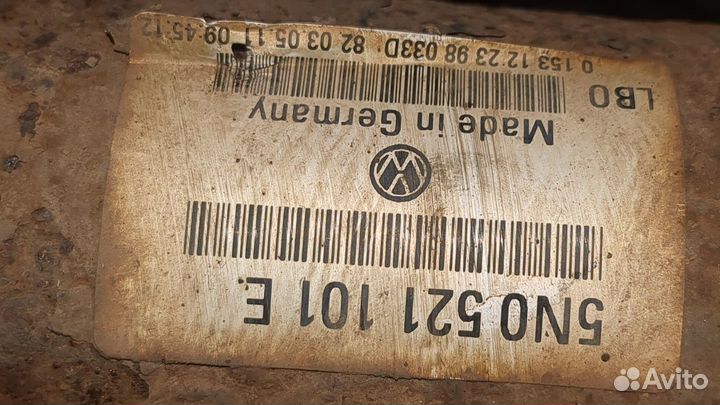 5N0 521 101 E
Made in Germany
LB0
0 153 12 23 98 033D 82 03 05 11 09 45.12
Avito